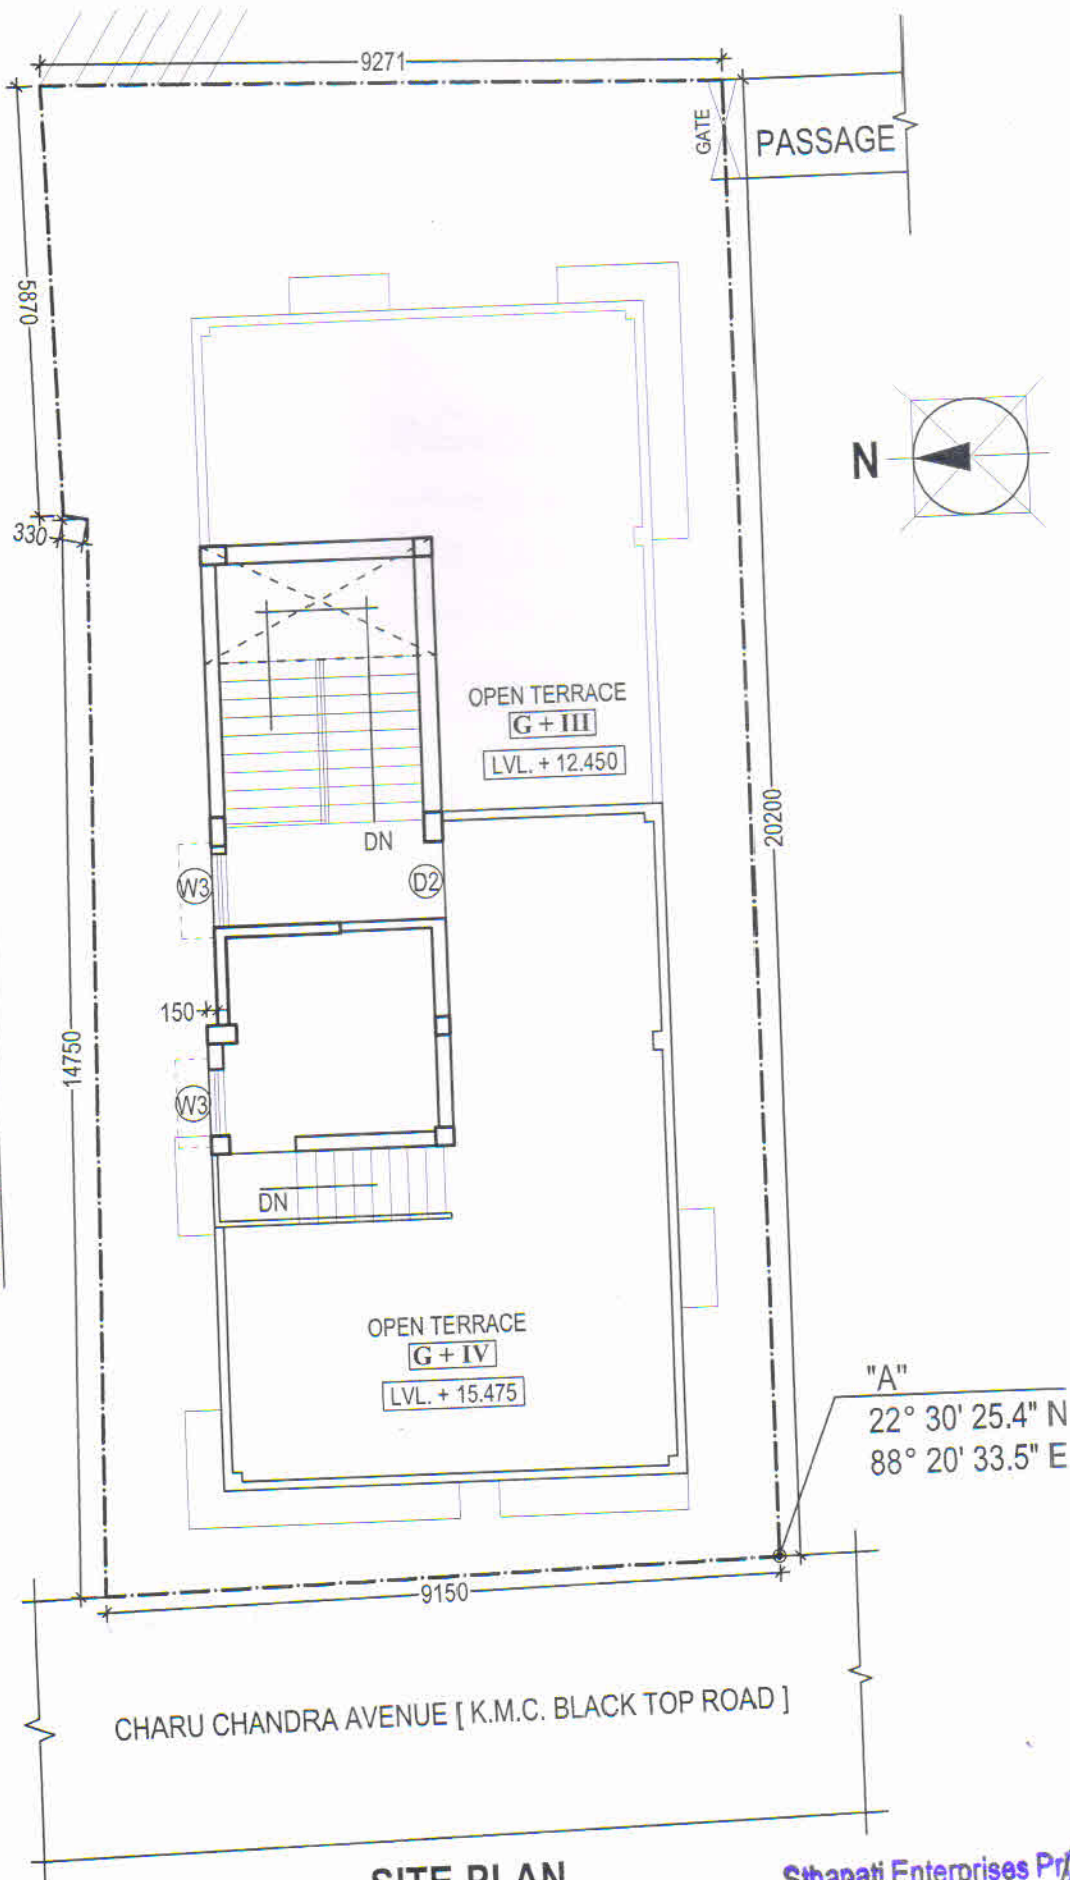 9271
GATE
PASSAGE
5870
N
330
OPEN TERRACE
G + III
LVL. + 12.450
20200
DN
W3
D2
150
14750
W3
DN
OPEN TERRACE
G + IV
LVL. + 15.475
"A"
22° 30' 25.4" N
88° 20' 33.5" E
9150
CHARU CHANDRA AVENUE [ K.M.C. BLACK TOP ROAD ]
SITE PLAN
Sthapati Enterprises